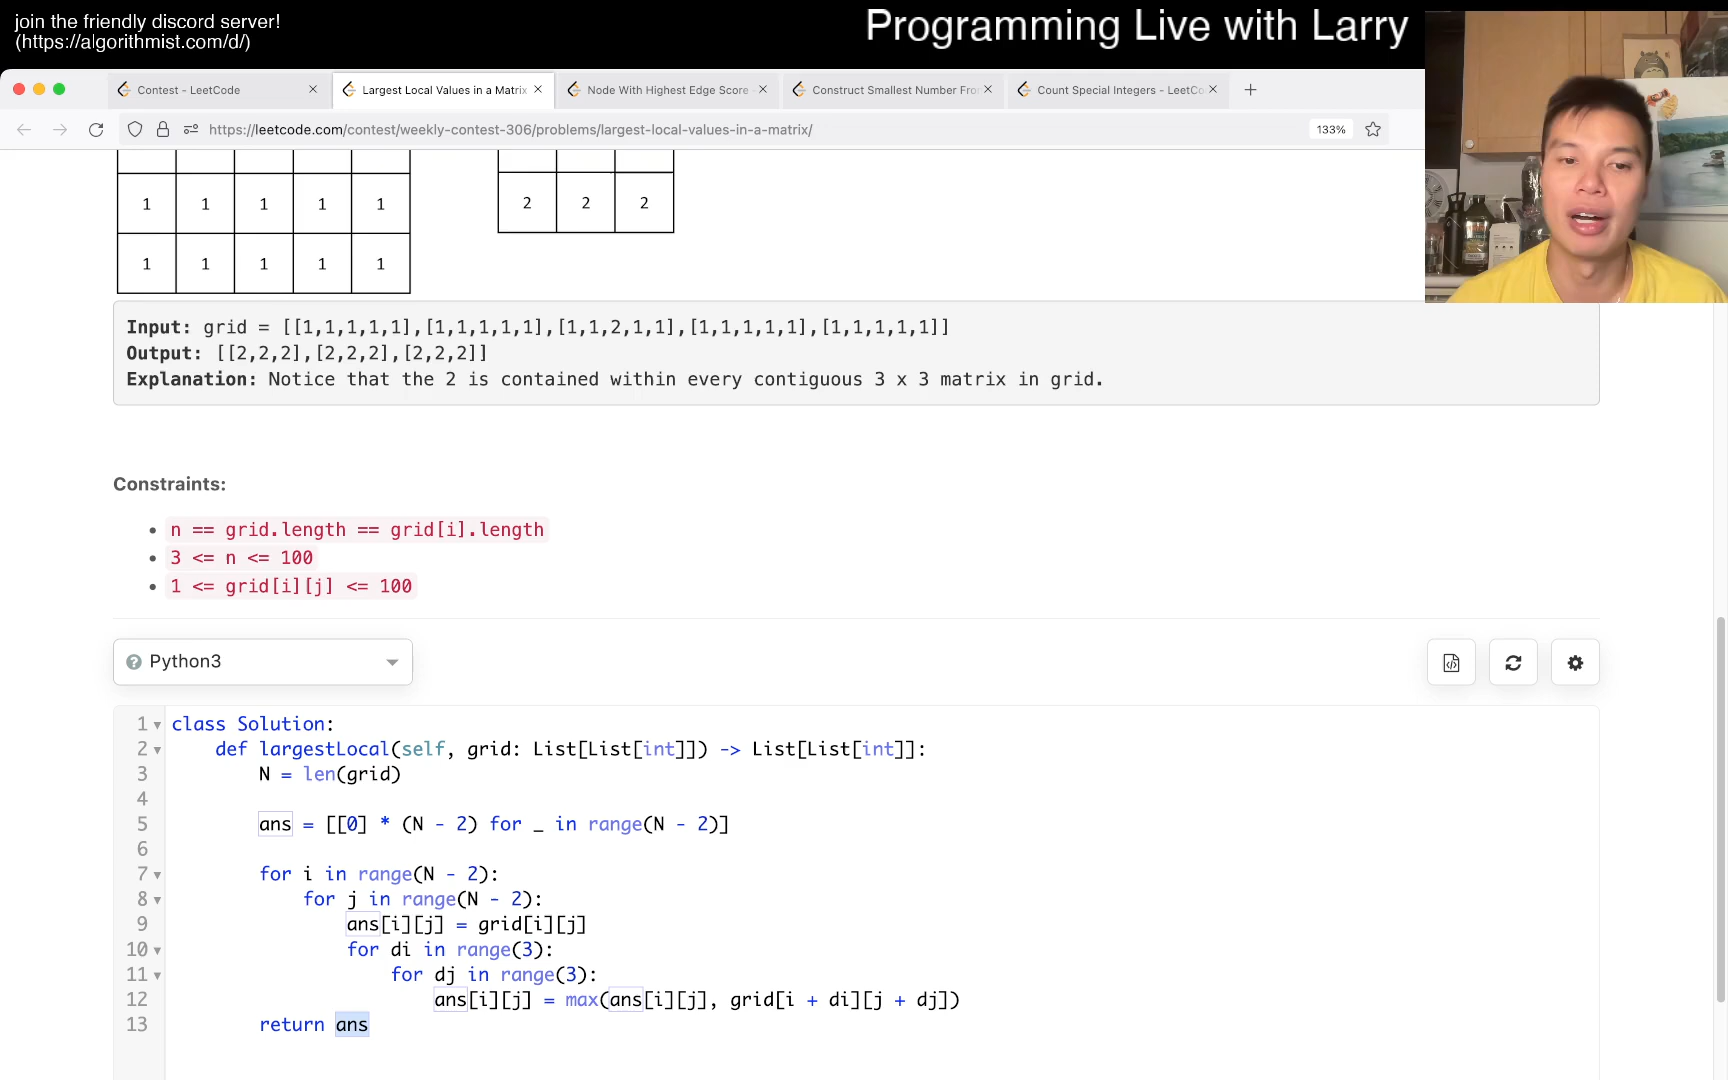 join the friendly discord server!
(https://algorithmist.com/d/)
Programming Live with Larry
Contest - LeetCode
Largest Local Values in a Matrix
Node With Highest Edge Score -
Construct Smallest Number Fro
Count Special Integers - LeetCo
https://leetcode.com/contest/weekly-contest-306/problems/largest-local-values-in-a-matrix/
133%
1 1 1 1 1
2 2 2
1 1 1 1 1
Input: grid = [[1,1,1,1,1],[1,1,1,1,1],[1,1,2,1,1],[1,1,1,1,1],[1,1,1,1,1]]
Output: [[2,2,2],[2,2,2],[2,2,2]]
Explanation: Notice that the 2 is contained within every contiguous 3 x 3 matrix in grid.
Constraints:
n == grid.length == grid[i].length
3 <= n <= 100
1 <= grid[i][j] <= 100
Python3
1 class Solution:
2 def largestLocal(self, grid: List[List[int]]) -> List[List[int]]:
3 N = len(grid)
4
5 ans = [[0] * (N - 2) for _ in range(N - 2)]
6
7 for i in range(N - 2):
8 for j in range(N - 2):
9 ans[i][j] = grid[i][j]
10 for di in range(3):
11 for dj in range(3):
12 ans[i][j] = max(ans[i][j], grid[i + di][j + dj])
13 return ans